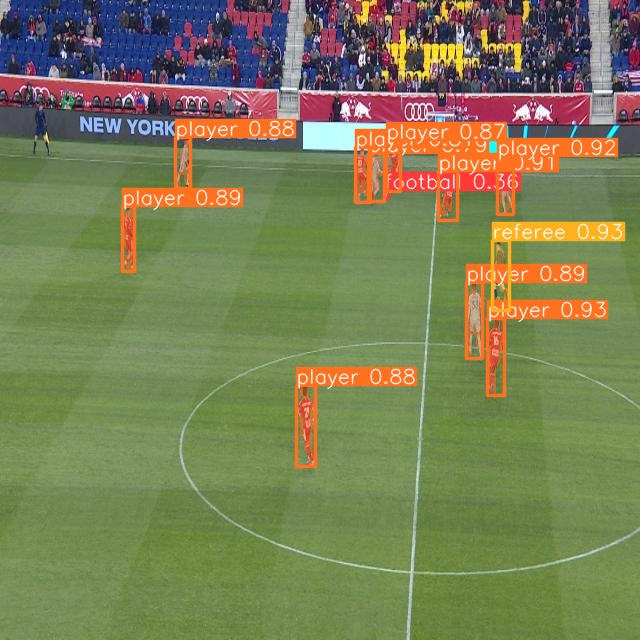 NEW YORK
player 0.88
player 0.87
player 0.92
player 0.91
football 0.36
player 0.89
referee 0.93
player 0.89
player 0.93
player 0.88